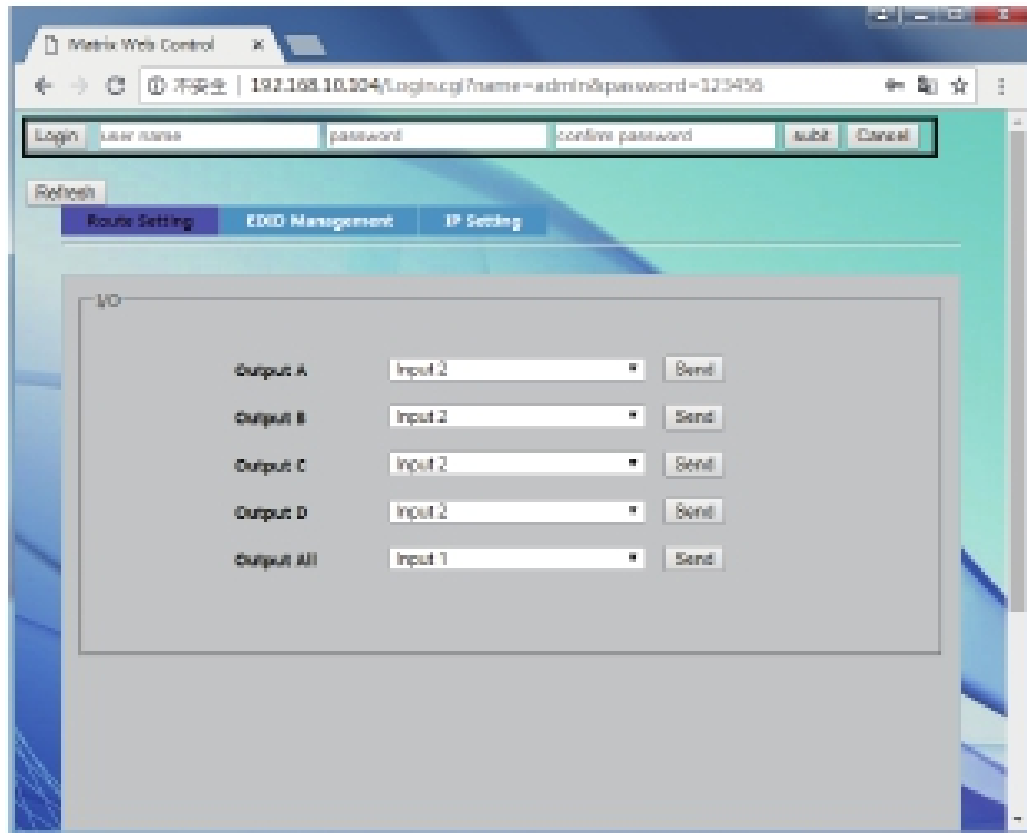 Matrix Web Control
不安全 | 192.168.10.104/Login.cgi?name=admin&password=123456
Login user name password confirm password subit Cancel
Refresh
Route Setting EDID Management IP Setting
I/O
Output A Input 2 Send
Output B Input 2 Send
Output C Input 2 Send
Output D Input 2 Send
Output All Input 1 Send